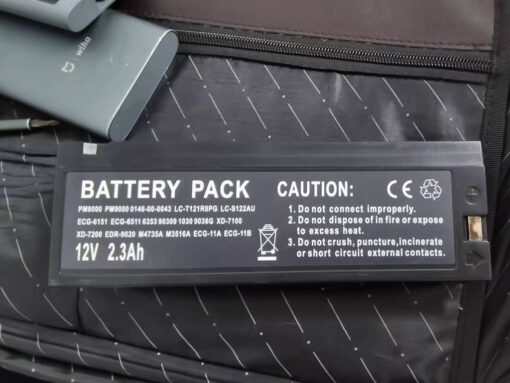 wiha
BATTERY PACK
PM8000 PM9000 0146-00-0043 LC-T121R8PG LC-S122AU
ECG-6151 ECG-6511 6353 90309 1030 9036G XD-7100
XD-7200 EDR-9020 M4735A M3516A ECG-11A ECG-11B
12V 2.3Ah
CAUTION:
CE
1. Do not connect improperly.
2. Do not dispose of in fire or expose
to excess heat.
3. Do not crush, puncture,incinerate
or short circuit external contacts.